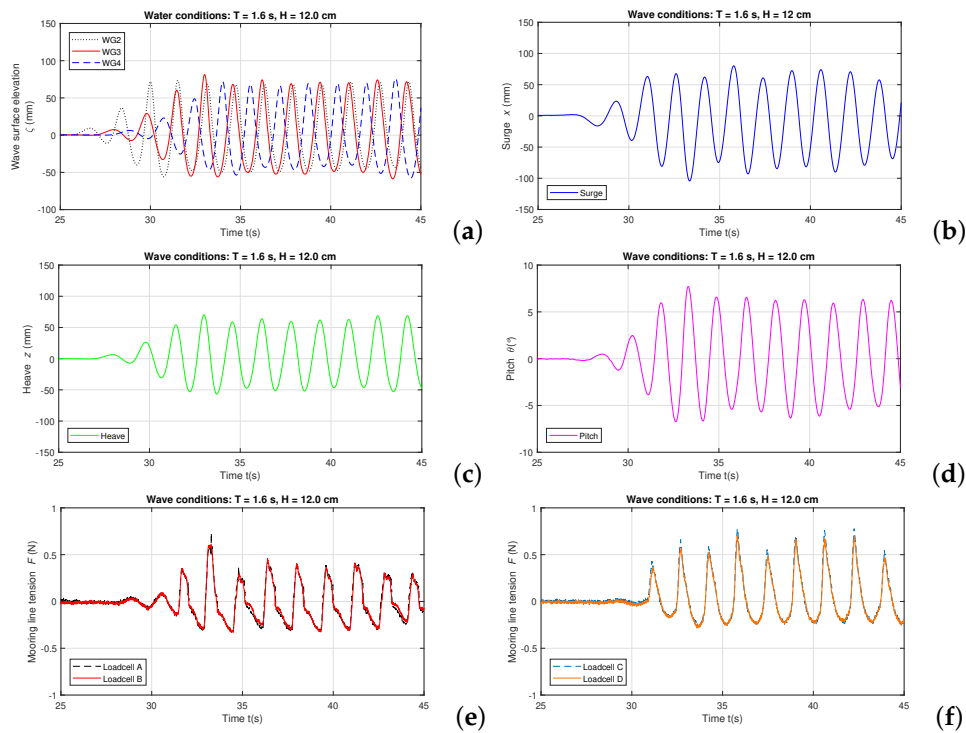 Water conditions: T = 1.6 s, H = 12.0 cm
150
100
50
0
-50
-100
Wave surface elevation
ζ (mm)
WG2
WG3
WG4
25 30 35 40 45
Time t(s)
(a)
Wave conditions: T = 1.6 s, H = 12 cm
150
100
50
0
-50
-100
-150
Surge x (mm)
Surge
25 30 35 40 45
Time t(s)
(b)
Wave conditions: T = 1.6 s, H = 12.0 cm
150
100
50
0
-50
-100
-150
Heave z (mm)
Heave
25 30 35 40 45
Time t(s)
(c)
Wave conditions: T = 1.6 s, H = 12.0 cm
10
5
0
-5
-10
Pitch θ(º)
Pitch
25 30 35 40 45
Time t(s)
(d)
Wave conditions: T = 1.6 s, H = 12.0 cm
1
0.5
0
-0.5
-1
Mooring line tension F (N)
Loadcell A
Loadcell B
25 30 35 40 45
Time t(s)
(e)
Wave conditions: T = 1.6 s, H = 12.0 cm
1
0.5
0
-0.5
-1
Mooring line tension F (N)
Loadcell C
Loadcell D
25 30 35 40 45
Time t(s)
(f)